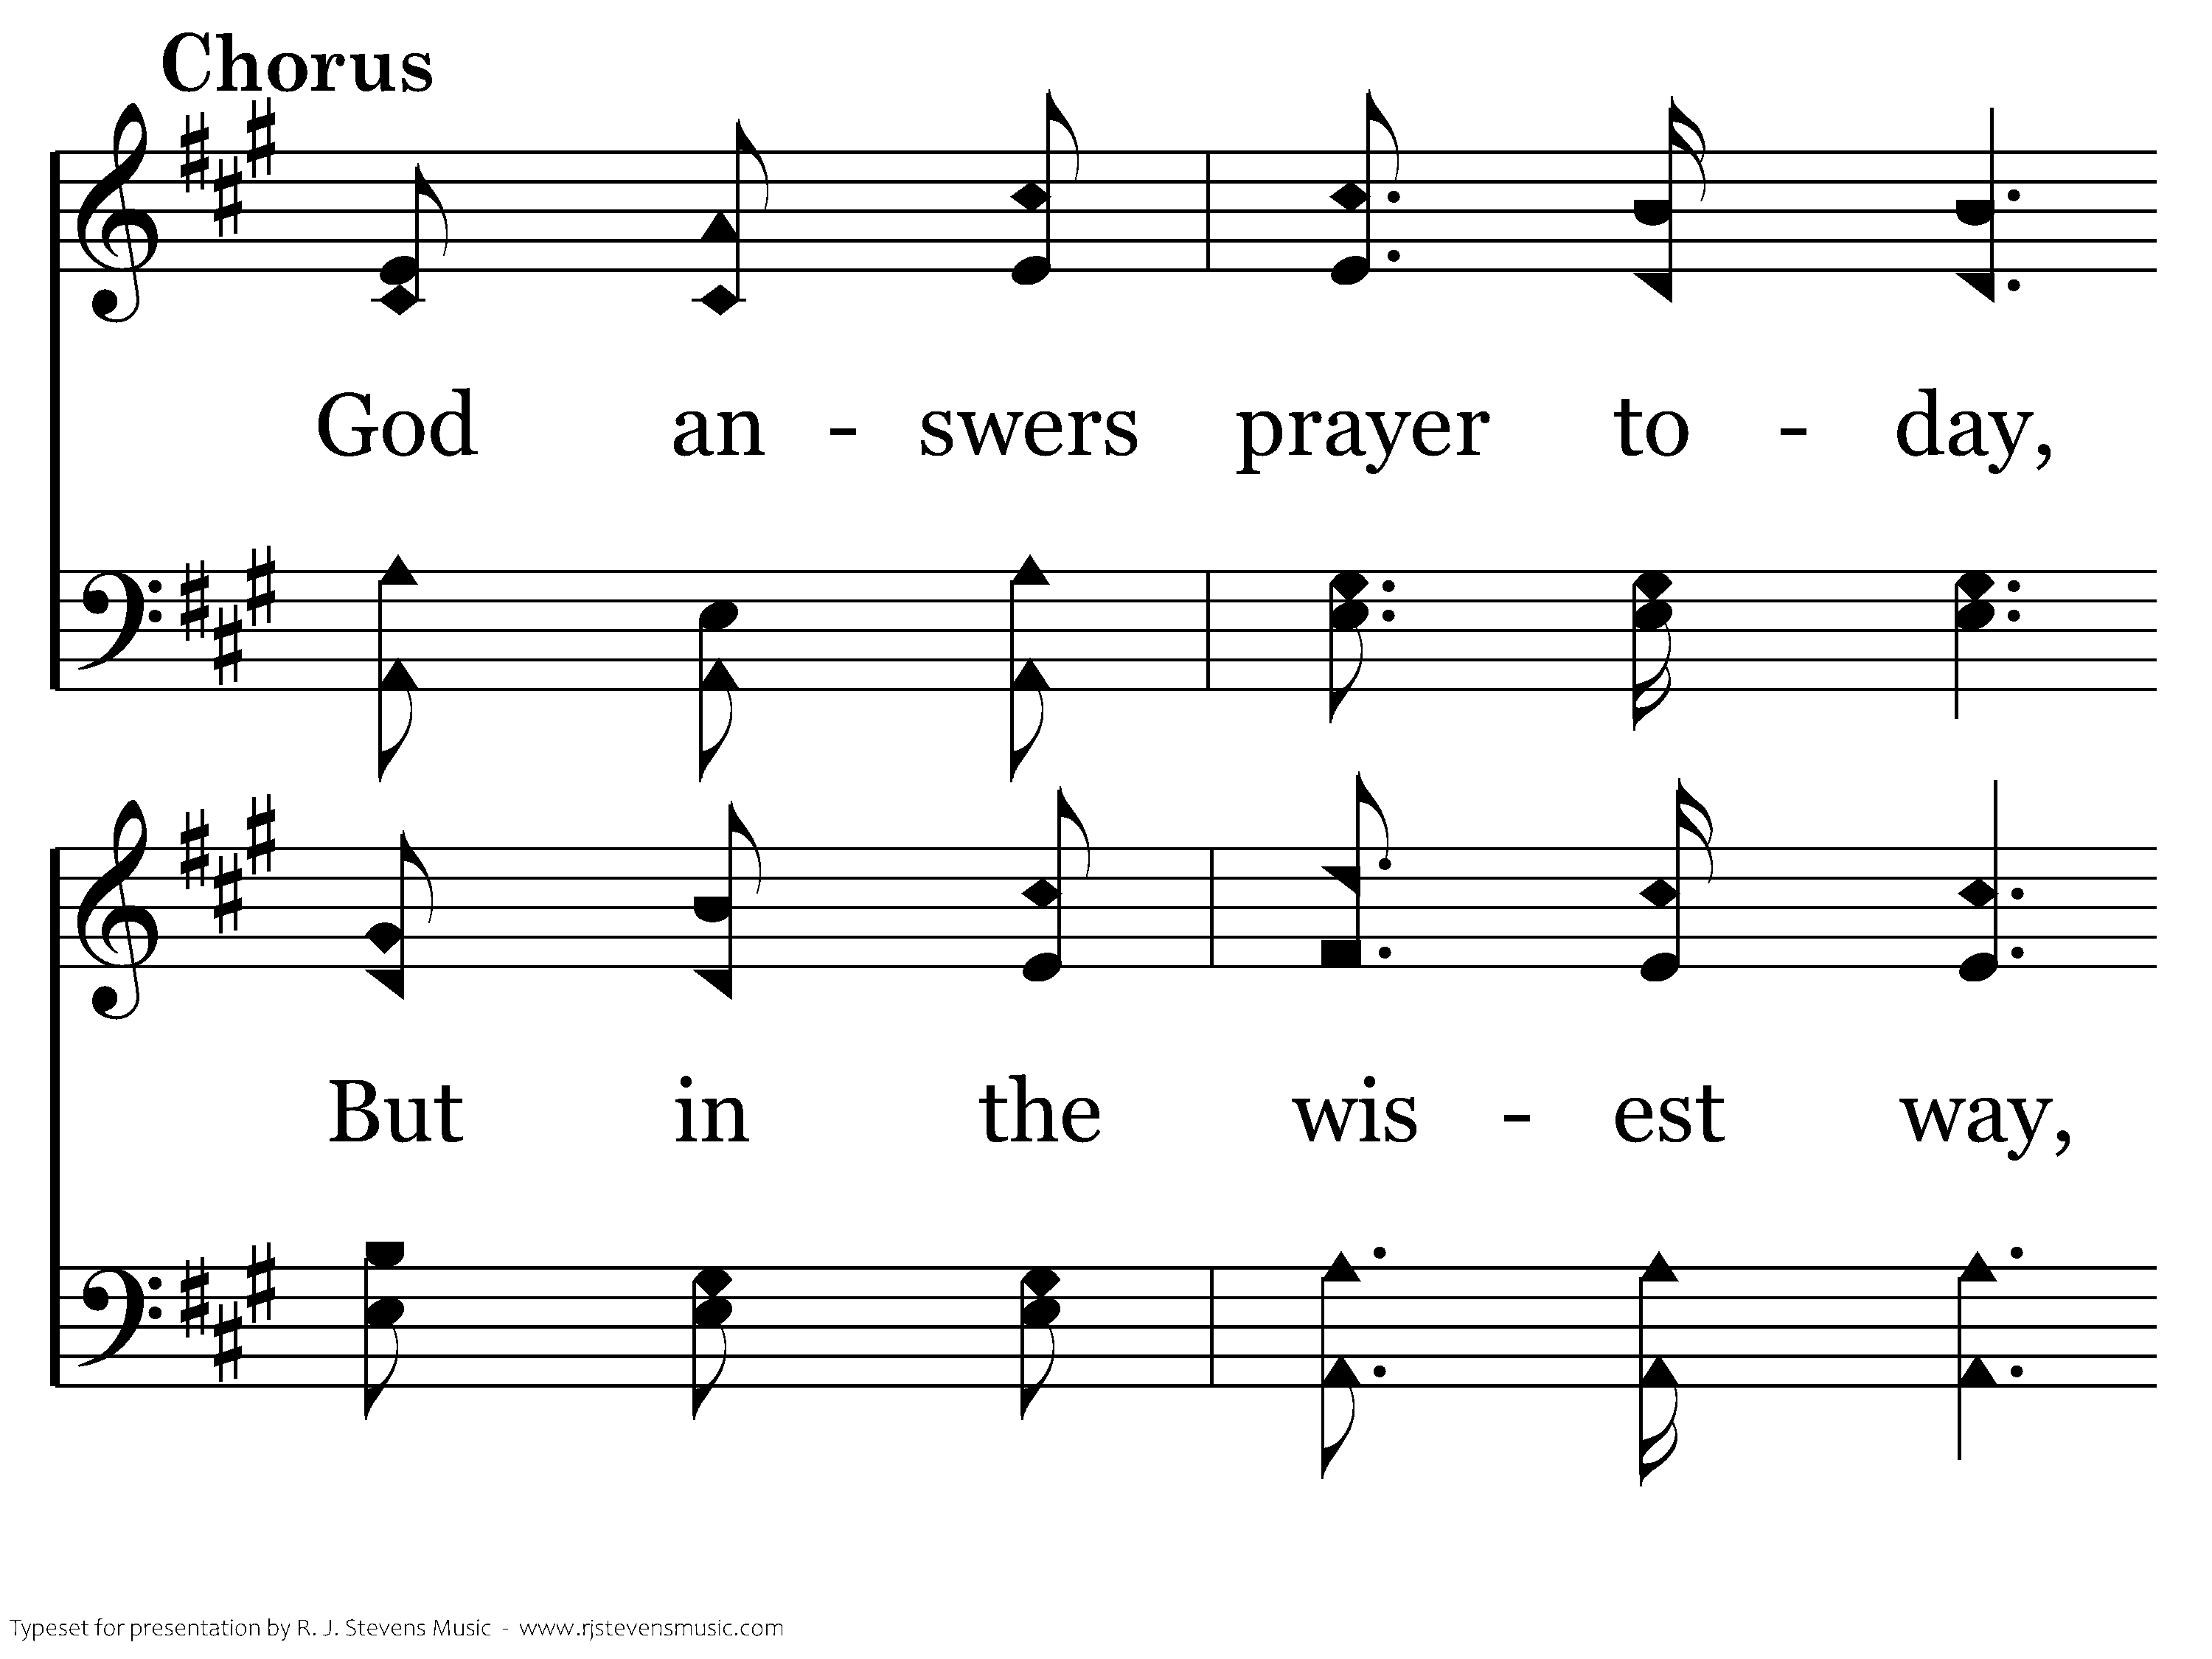 Chorus
God an - swers prayer to - day,
But in the wis - est way,
Typeset for presentation by R. J. Stevens Music - www.rjstevensmusic.com